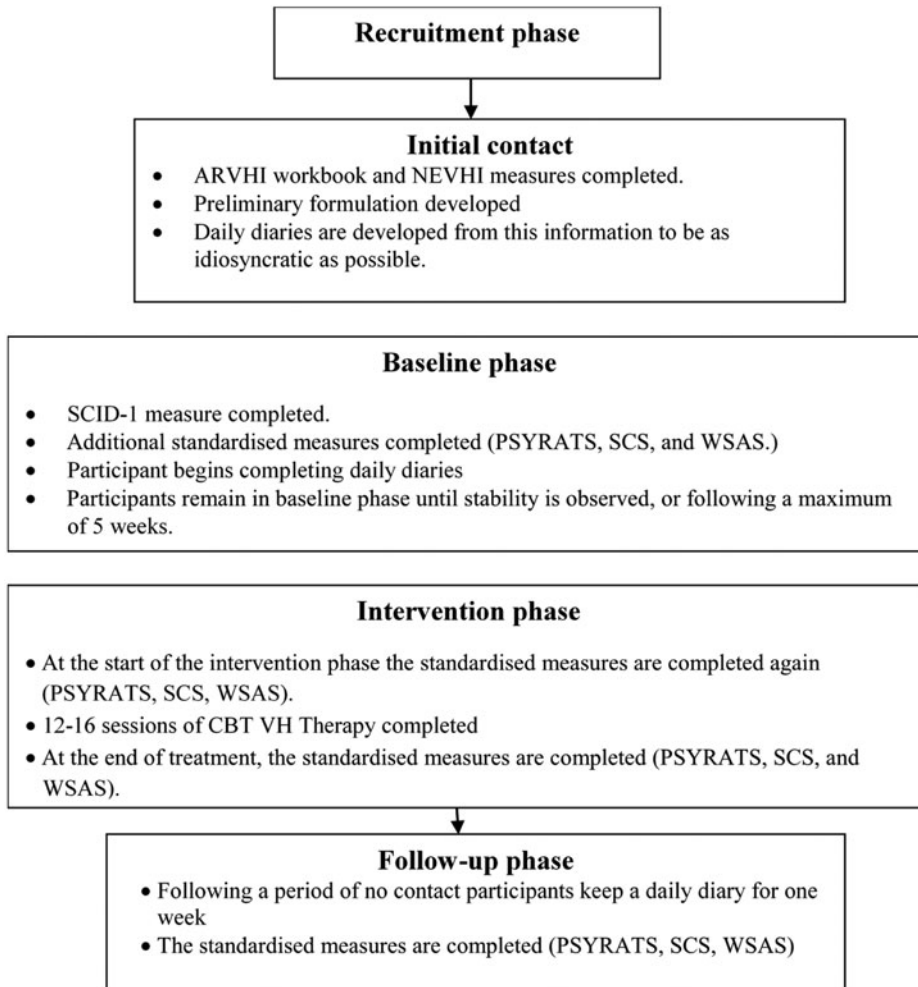 Recruitment phase
Initial contact
• ARVHI workbook and NEVHI measures completed.
• Preliminary formulation developed
• Daily diaries are developed from this information to be as
idiosyncratic as possible.
Baseline phase
• SCID-1 measure completed.
• Additional standardised measures completed (PSYRATS, SCS, and WSAS.)
• Participant begins completing daily diaries
• Participants remain in baseline phase until stability is observed, or following a maximum
of 5 weeks.
Intervention phase
• At the start of the intervention phase the standardised measures are completed again
(PSYRATS, SCS, WSAS).
• 12-16 sessions of CBT VH Therapy completed
• At the end of treatment, the standardised measures are completed (PSYRATS, SCS, and
WSAS).
Follow-up phase
• Following a period of no contact participants keep a daily diary for one
week
• The standardised measures are completed (PSYRATS, SCS, WSAS)